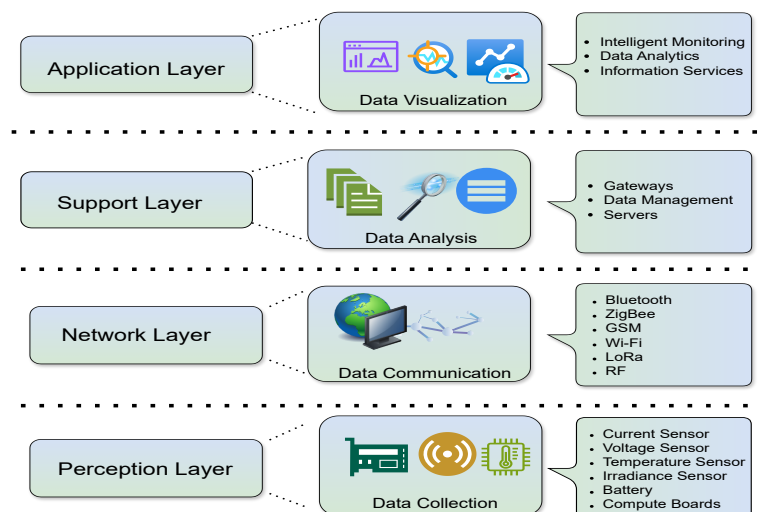 Application Layer
Data Visualization
• Intelligent Monitoring
• Data Analytics
• Information Services
Support Layer
Data Analysis
• Gateways
• Data Management
• Servers
Network Layer
Data Communication
• Bluetooth
• ZigBee
• GSM
• Wi-Fi
• LoRa
• RF
Perception Layer
Data Collection
• Current Sensor
• Voltage Sensor
• Temperature Sensor
• Irradiance Sensor
• Battery
• Compute Boards